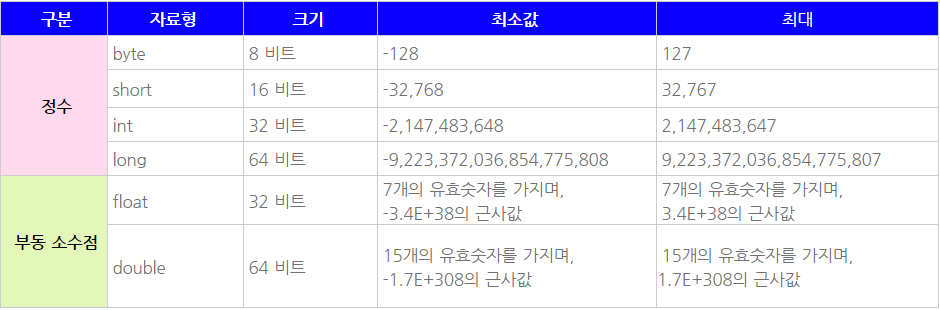 구분 자료형 크기 최소값 최대
정수 byte 8 비트 -128 127
short 16 비트 -32,768 32,767
int 32 비트 -2,147,483,648 2,147,483,647
long 64 비트 -9,223,372,036,854,775,808 9,223,372,036,854,775,807
부동 소수점 float 32 비트 7개의 유효숫자를 가지며, 7개의 유효숫자를 가지며,
-3.4E+38의 근사값 3.4E+38의 근사값
double 64 비트 15개의 유효숫자를 가지며, 15개의 유효숫자를 가지며,
-1.7E+308의 근사값 1.7E+308의 근사값